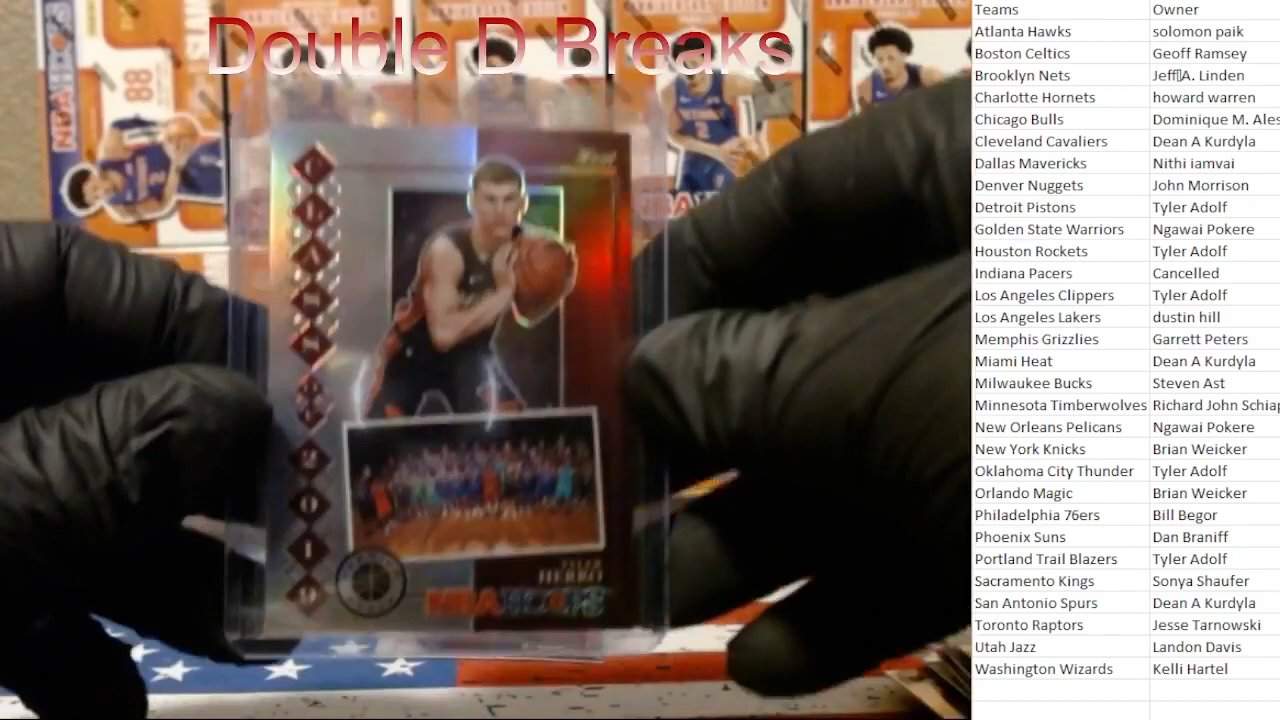 Double D Breaks
NBA HOOPS
88
CLASS OF 2019
TYLER
HERRO
NBA HOOPS
Teams Owner
Atlanta Hawks solomon paik
Boston Celtics Geoff Ramsey
Brooklyn Nets Jeff▯A. Linden
Charlotte Hornets howard warren
Chicago Bulls Dominique M. Ales
Cleveland Cavaliers Dean A Kurdyla
Dallas Mavericks Nithi iamvai
Denver Nuggets John Morrison
Detroit Pistons Tyler Adolf
Golden State Warriors Ngawai Pokere
Houston Rockets Tyler Adolf
Indiana Pacers Cancelled
Los Angeles Clippers Tyler Adolf
Los Angeles Lakers dustin hill
Memphis Grizzlies Garrett Peters
Miami Heat Dean A Kurdyla
Milwaukee Bucks Steven Ast
Minnesota Timberwolves Richard John Schiap
New Orleans Pelicans Ngawai Pokere
New York Knicks Brian Weicker
Oklahoma City Thunder Tyler Adolf
Orlando Magic Brian Weicker
Philadelphia 76ers Bill Begor
Phoenix Suns Dan Braniff
Portland Trail Blazers Tyler Adolf
Sacramento Kings Sonya Shaufer
San Antonio Spurs Dean A Kurdyla
Toronto Raptors Jesse Tarnowski
Utah Jazz Landon Davis
Washington Wizards Kelli Hartel